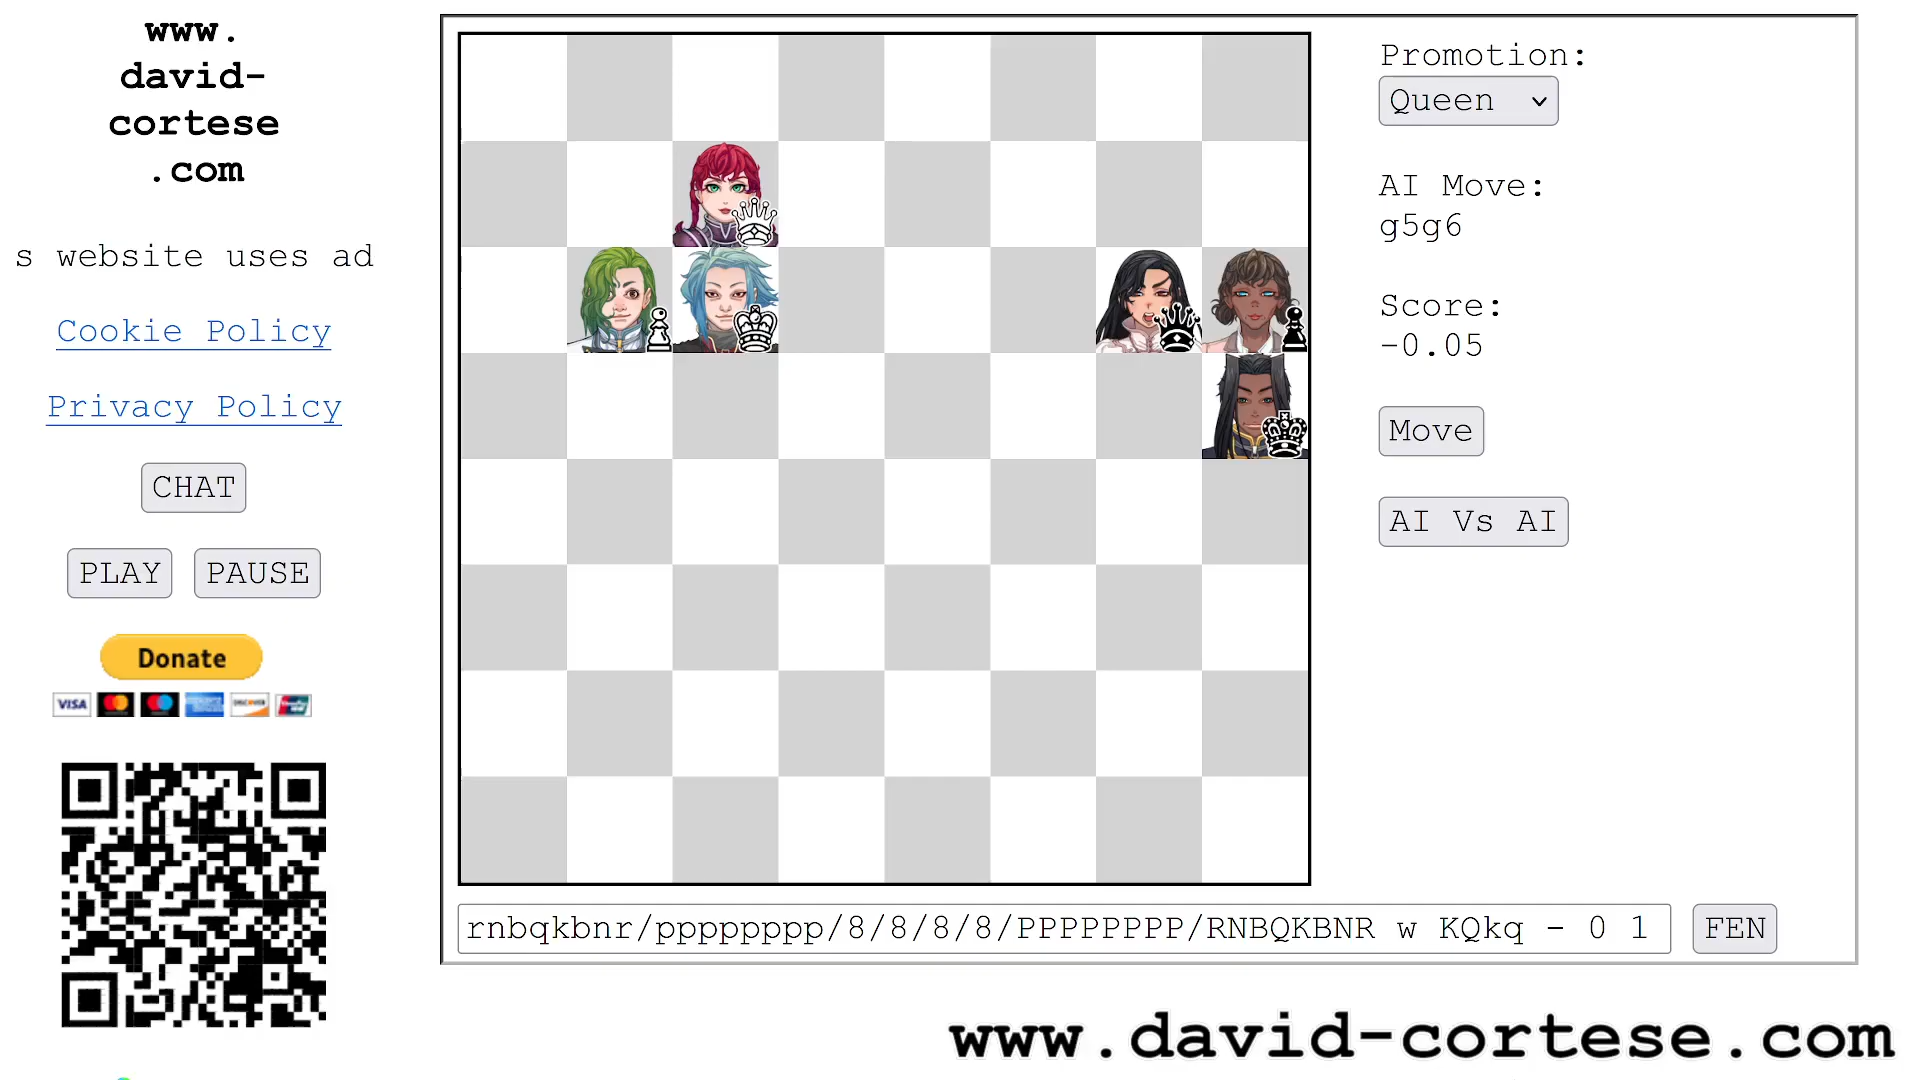 www.
david-
cortese
.com
s website uses ad
Cookie Policy
Privacy Policy
CHAT
PLAY PAUSE
Donate
VISA
DISCOVER
Promotion:
Queen
AI Move:
g5g6
Score:
-0.05
Move
AI Vs AI
rnbqkbnr/pppppppp/8/8/8/8/PPPPPPPP/RNBQKBNR w KQkq - 0 1
FEN
www.david-cortese.com